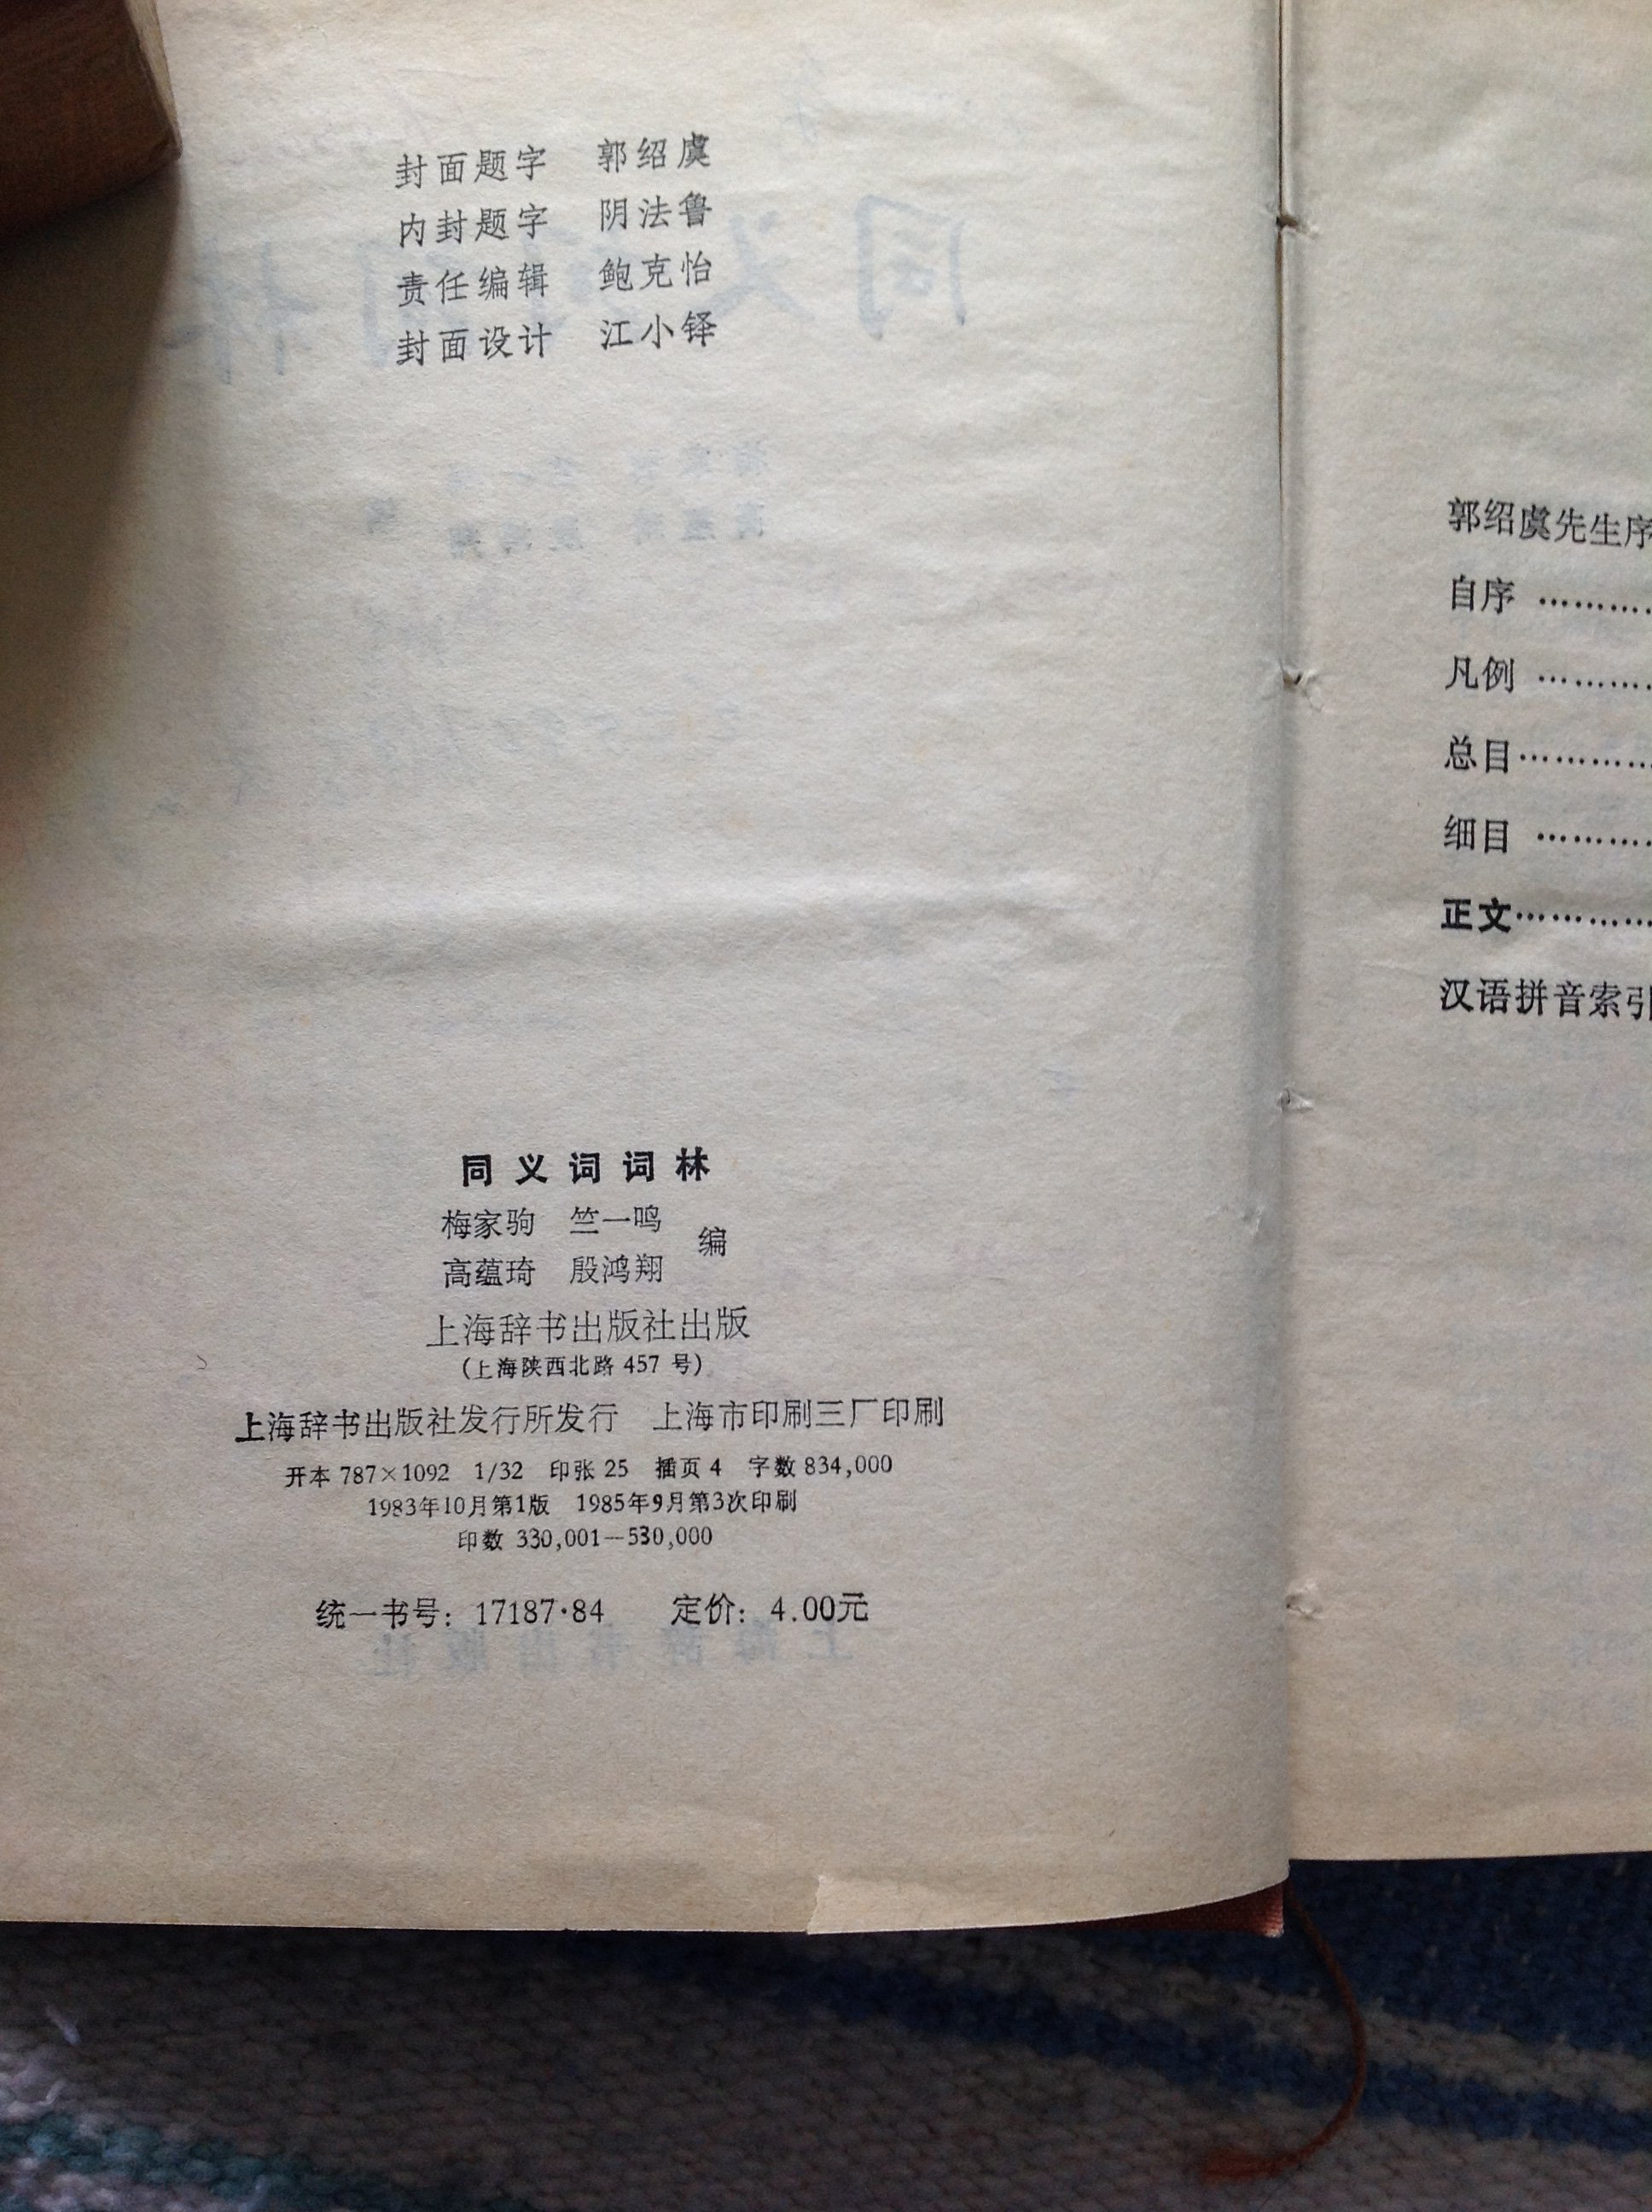 封面题字 郭绍虞
内封题字 阴法鲁
责任编辑 鲍克怡
封面设计 江小铎
同义词词林
梅家驹 竺一鸣
高蕴琦 殷鸿翔 编
上海辞书出版社出版
(上海陕西北路 457 号)
上海辞书出版社发行所发行 上海市印刷三厂印刷
开本 787×1092 1/32 印张 25 插页 4 字数 834,000
1983年10月第1版 1985年9月第3次印刷
印数 330,001—530,000
统一书号：17187·84 定价：4.00元
郭绍虞先生序
自序 …………
凡例 …………
总目…………
细目 …………
正文…………
汉语拼音索引